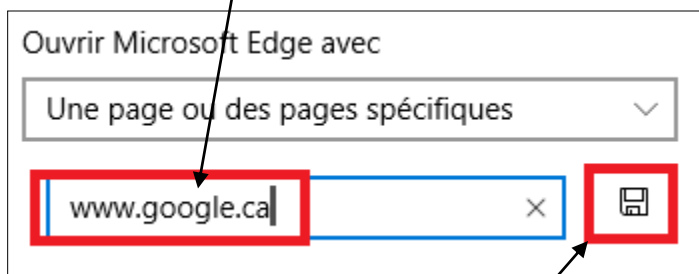 Ouvrir Microsoft Edge avec
Une page ou des pages spécifiques
www.google.ca